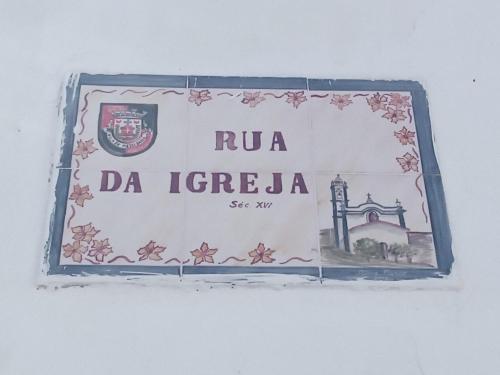 RUA
DA IGREJA
Séc XVI